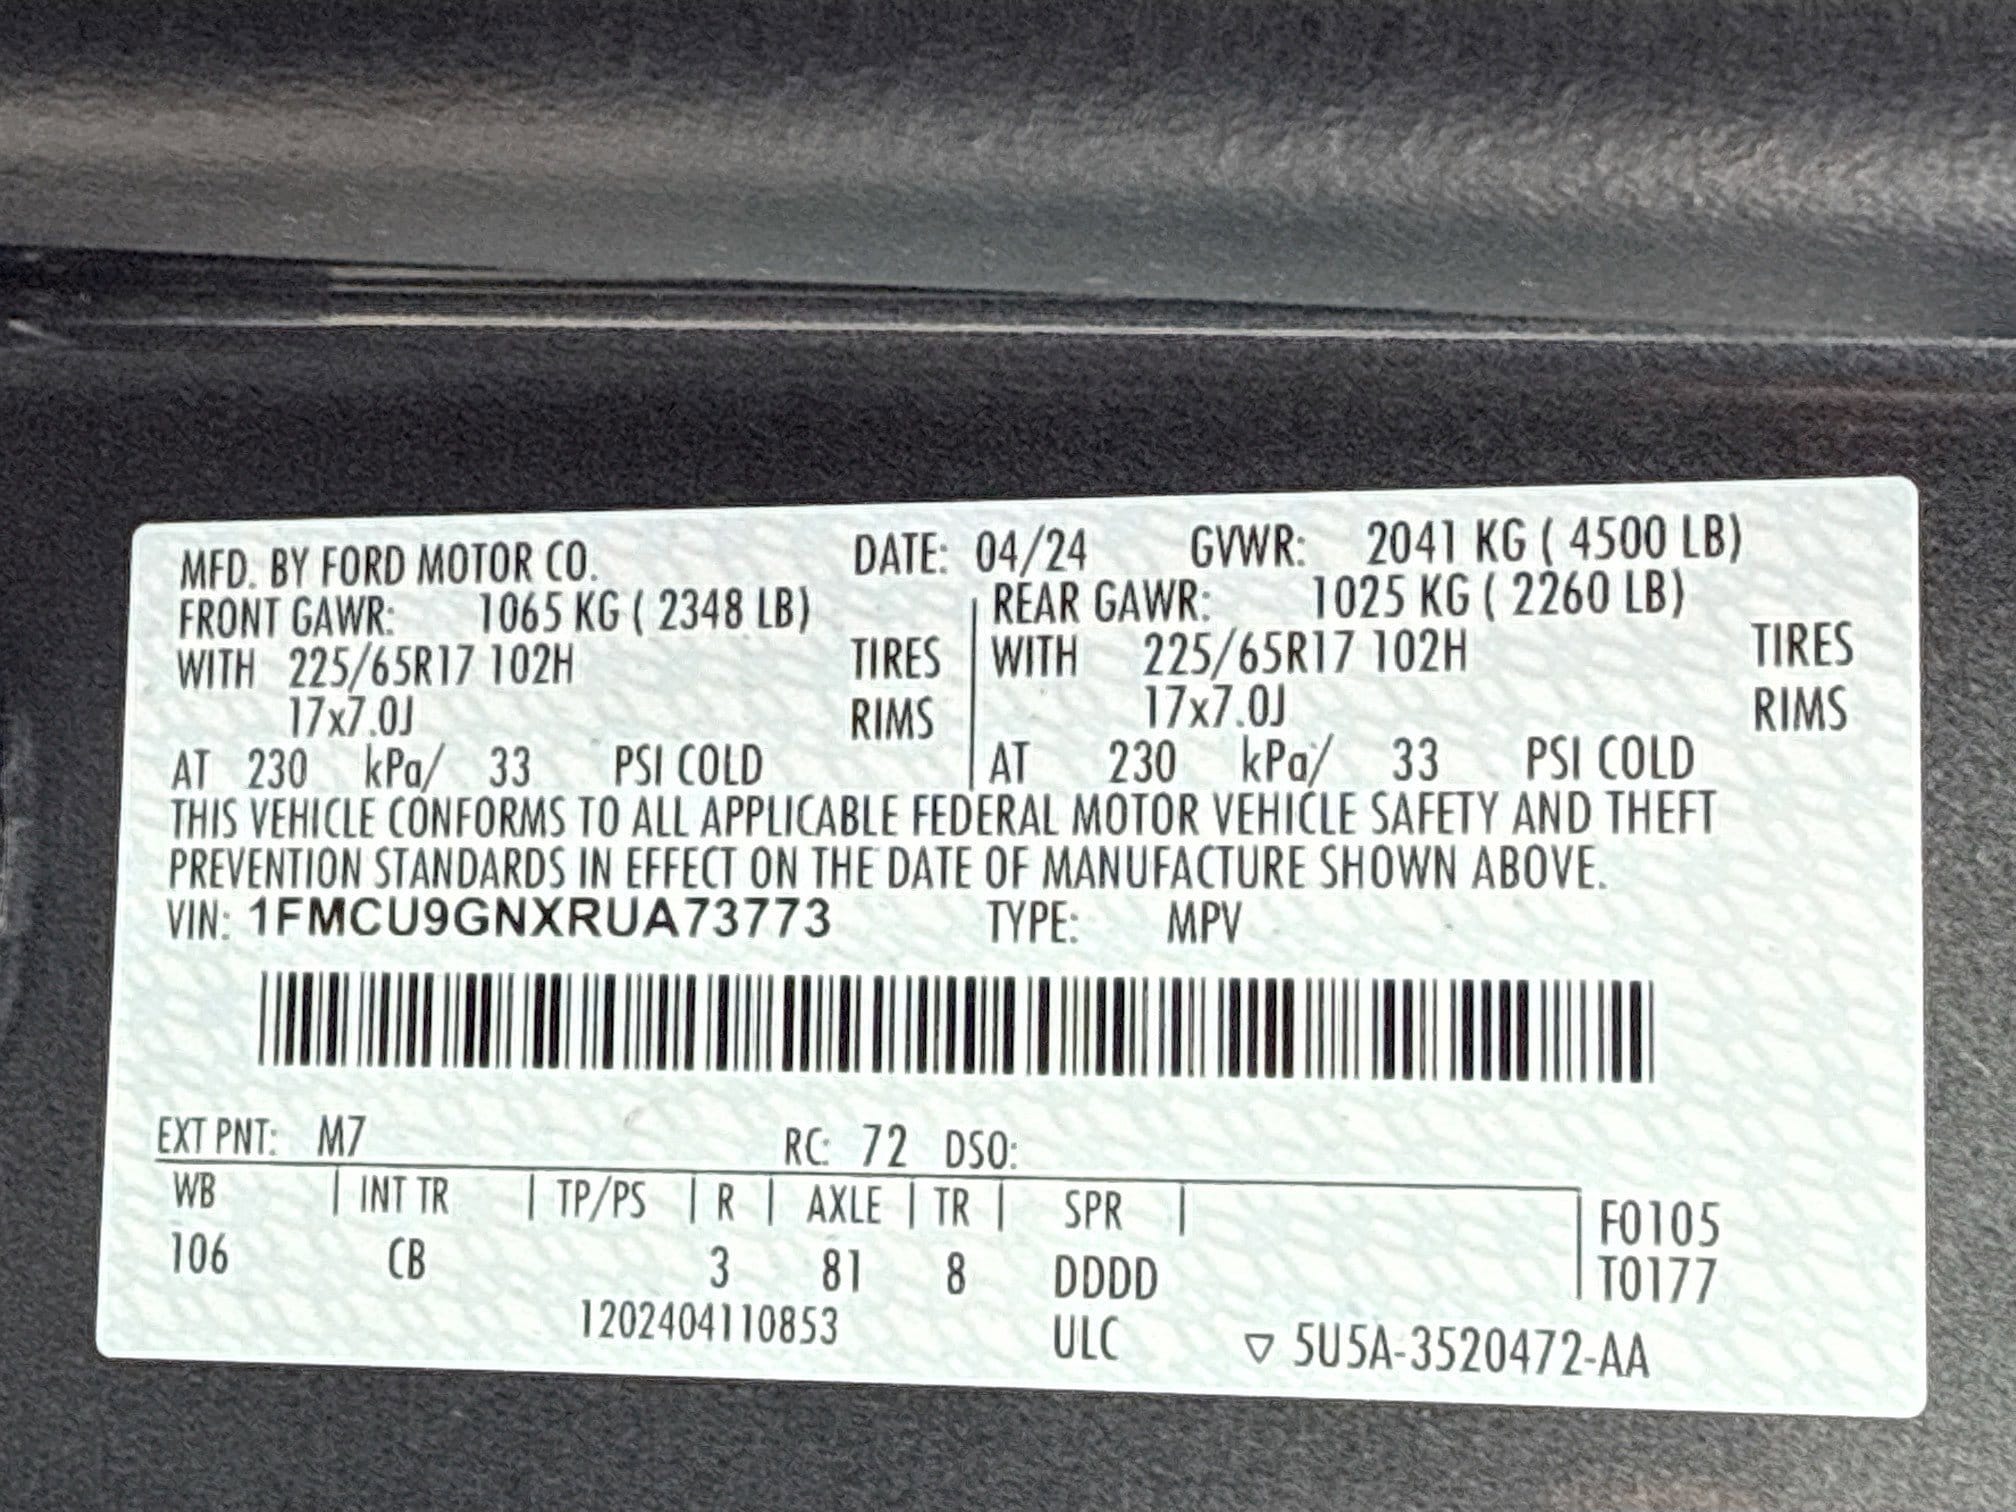 MFD. BY FORD MOTOR CO. DATE: 04/24 GVWR: 2041 KG ( 4500 LB)
FRONT GAWR: 1065 KG ( 2348 LB) REAR GAWR: 1025 KG ( 2260 LB)
WITH 225/65R17 102H TIRES WITH 225/65R17 102H TIRES
17x7.0J RIMS 17x7.0J RIMS
AT 230 kPa/ 33 PSI COLD AT 230 kPa/ 33 PSI COLD
THIS VEHICLE CONFORMS TO ALL APPLICABLE FEDERAL MOTOR VEHICLE SAFETY AND THEFT
PREVENTION STANDARDS IN EFFECT ON THE DATE OF MANUFACTURE SHOWN ABOVE.
VIN: 1FMCU9GNXRUA73773 TYPE: MPV
EXT PNT: M7 RC: 72 DSO:
WB | INT TR | TP/PS | R | AXLE | TR | SPR | F0105
106 CB 3 81 8 DDDD T0177
1202404110853 ULC ▽ 5U5A-3520472-AA